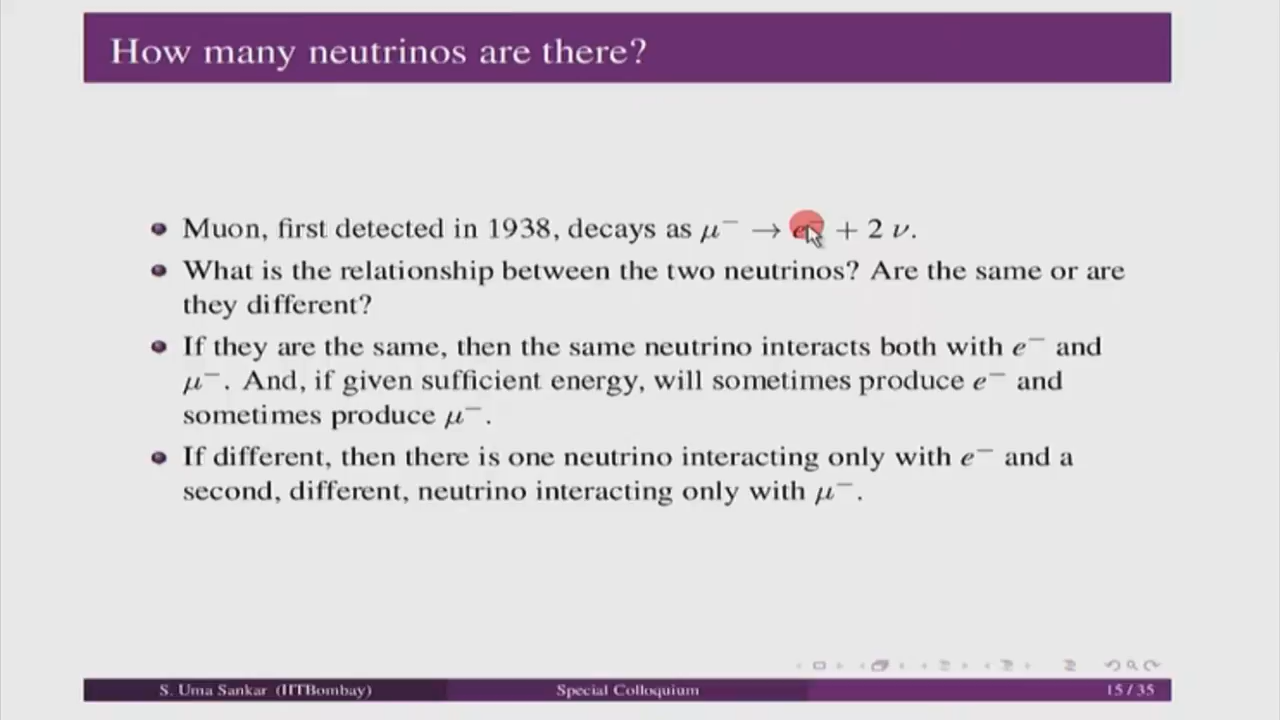 How many neutrinos are there?
Muon, first detected in 1938, decays as μ⁻ → e⁻ + 2 ν.
What is the relationship between the two neutrinos? Are the same or are
they different?
If they are the same, then the same neutrino interacts both with e⁻ and
μ⁻. And, if given sufficient energy, will sometimes produce e⁻ and
sometimes produce μ⁻.
If different, then there is one neutrino interacting only with e⁻ and a
second, different, neutrino interacting only with μ⁻.
S. Uma Sankar (IITBombay) Special Colloquium 15 / 35